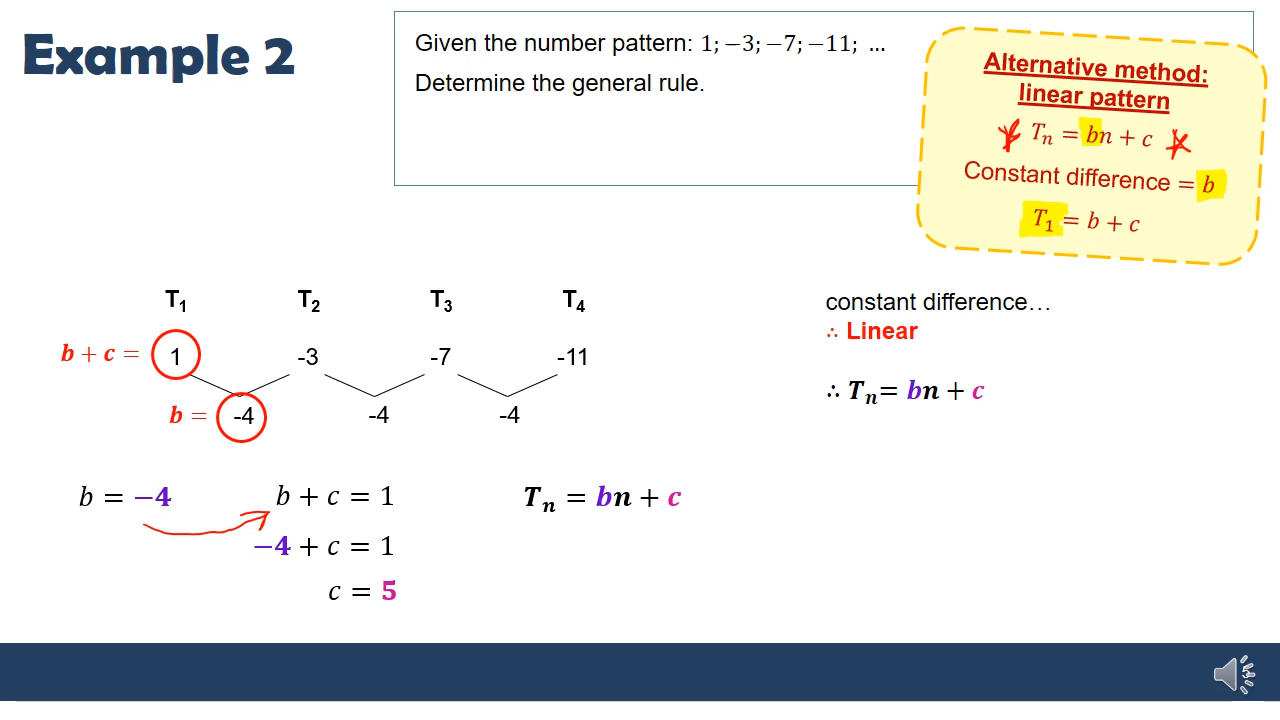 Example 2
Given the number pattern: 1; −3; −7; −11; ...
Determine the general rule.
Alternative method:
linear pattern
Tₙ = bn + c
Constant difference = b
T₁ = b + c
T₁ T₂ T₃ T₄
b + c = 1 -3 -7 -11
b = -4 -4 -4
constant difference…
∴ Linear
∴ Tₙ= bn + c
b = −4
b + c = 1
−4 + c = 1
c = 5
Tₙ = bn + c